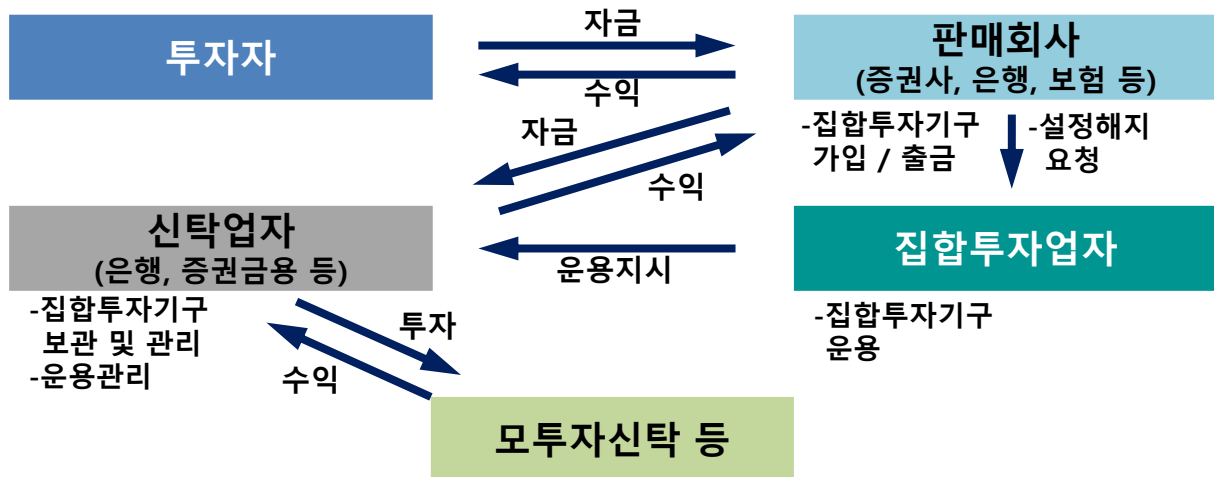 투자자
자금
수익
판매회사
(증권사, 은행, 보험 등)
-집합투자기구
가입 / 출금
-설정해지
요청
자금
수익
신탁업자
(은행, 증권금용 등)
-집합투자기구
보관 및 관리
-운용관리
운용지시
집합투자업자
-집합투자기구
운용
투자
수익
모투자신탁 등